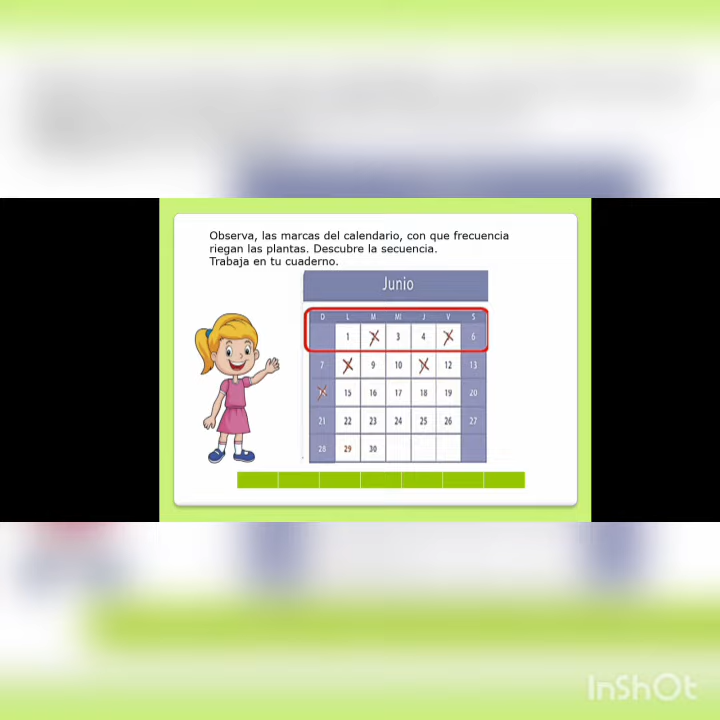 Observa, las marcas del calendario, con que frecuencia
riegan las plantas. Descubre la secuencia.
Trabaja en tu cuaderno.
Junio
D L M MI J V S
1 3 4 6
7 9 10 12 13
15 16 17 18 19 20
21 22 23 24 25 26 27
28 29 30
InShOt